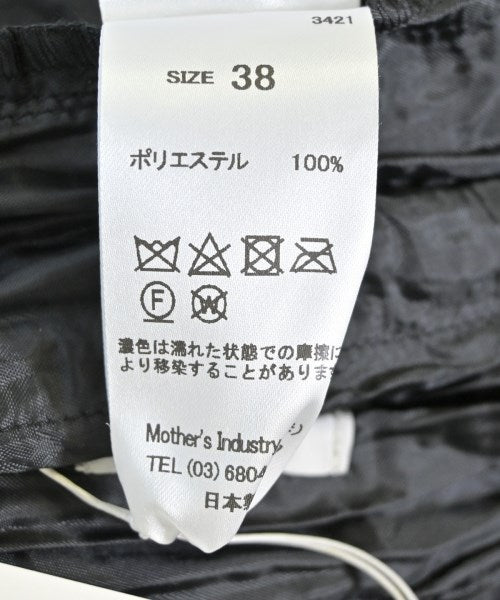 3421
SIZE 38
ポリエステル 100%
F W
濃色は濡れた状態での摩擦に
より移染することがあります
Mother's Industry
TEL (03) 6804
日本製